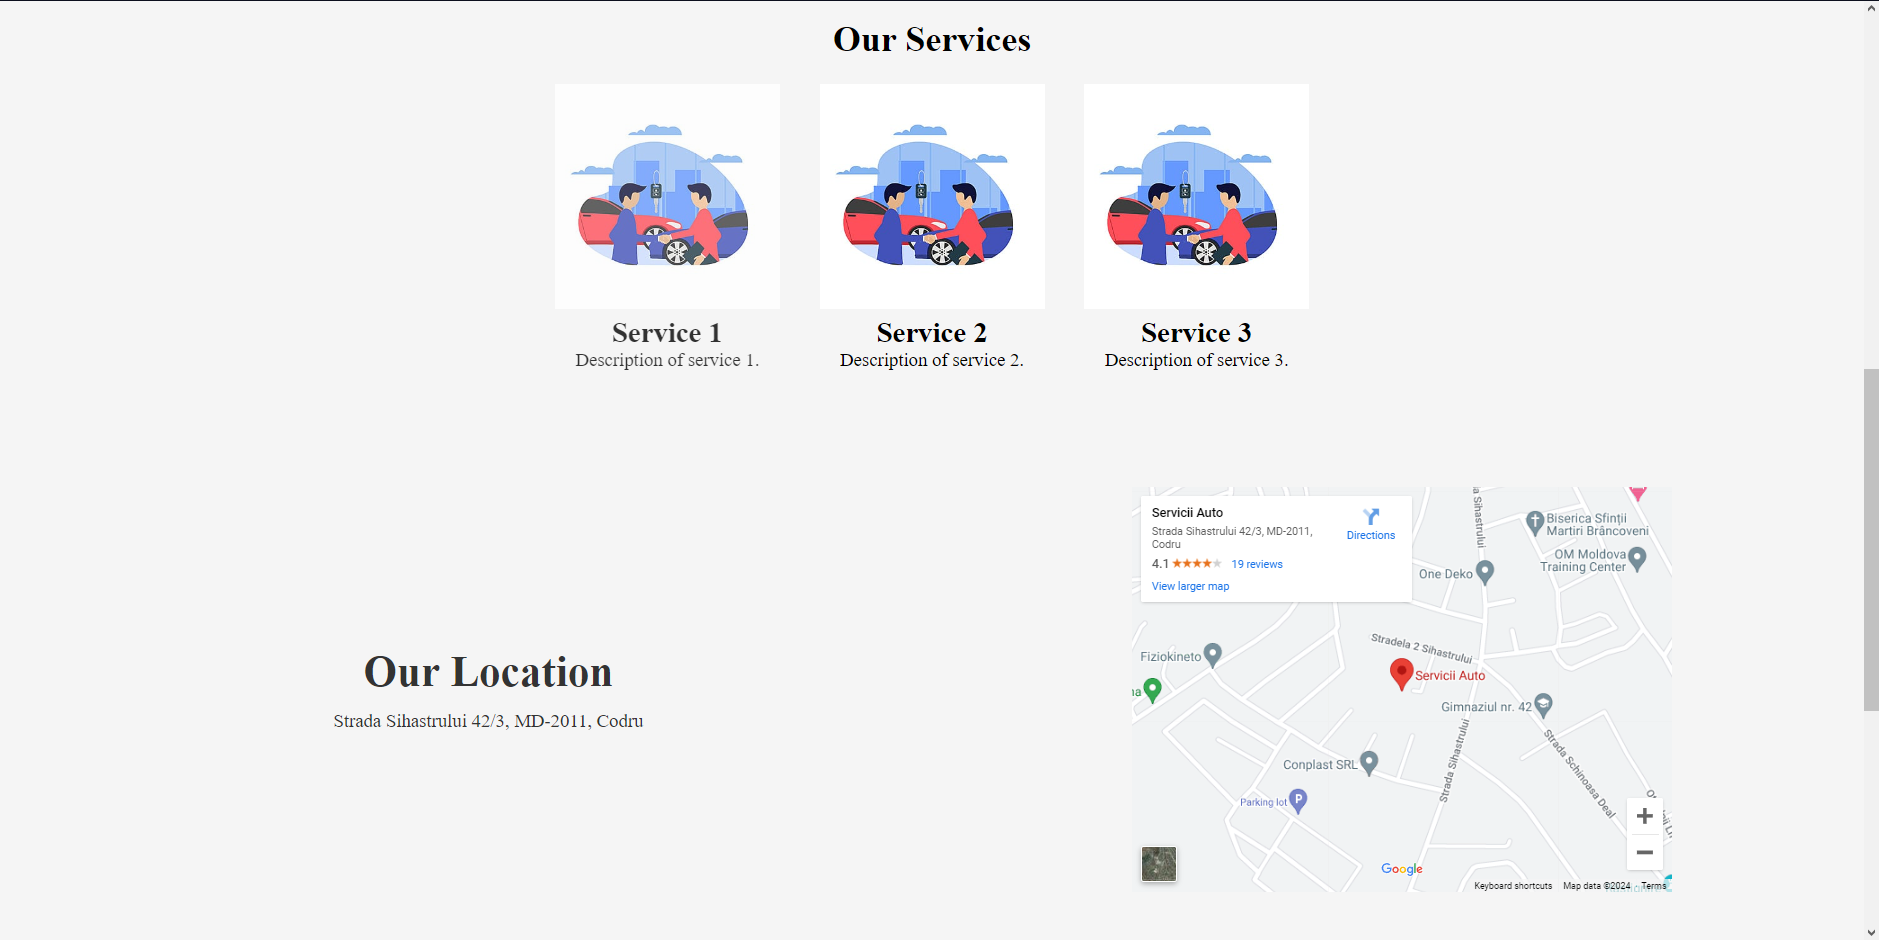 Our Services
Service 1
Description of service 1.
Service 2
Description of service 2.
Service 3
Description of service 3.
Our Location
Strada Sihastrului 42/3, MD-2011, Codru
Servicii Auto
Strada Sihastrului 42/3, MD-2011,
Codru
Directions
4.1
19 reviews
View larger map
Biserica Sfinții
Martiri Brâncoveni
OM Moldova
Training Center
One Deko
Stradela 2 Sihastrului
Fiziokineto
Servicii Auto
Gimnaziul nr. 42
Strada Sihastrului
Strada Schinoasa Deal
Conplast SRL
Parking lot
P
Google
Keyboard shortcuts
Map data ©2024
Terms